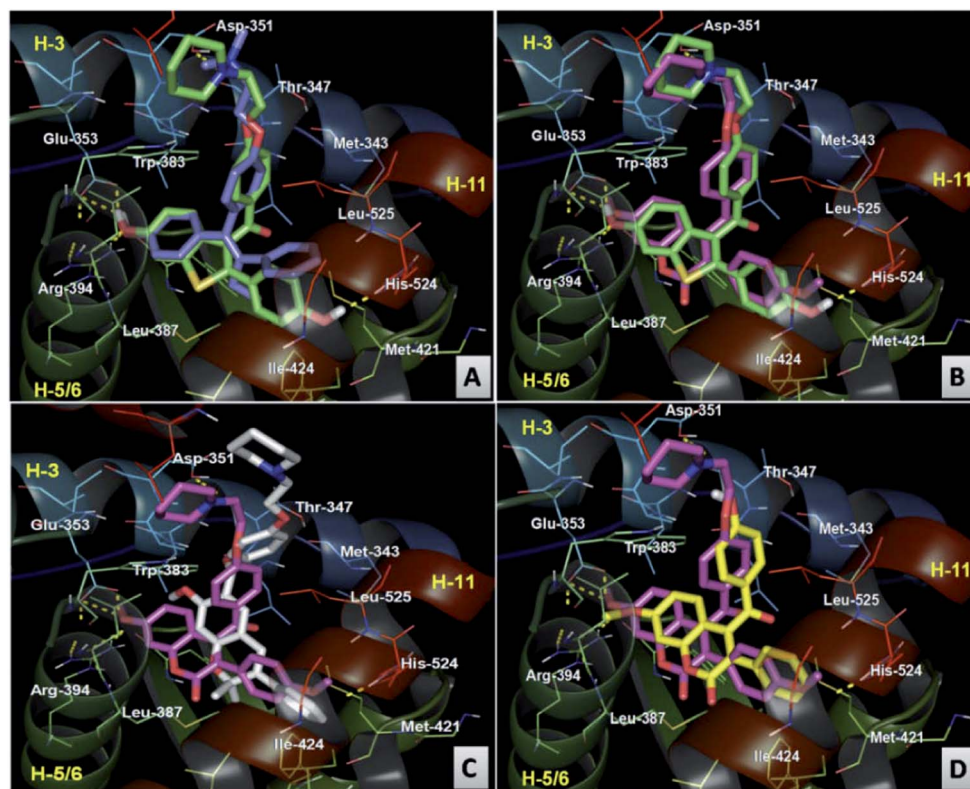 Asp-351
H-3
Thr-347
Glu-353
Met-343
Trp-383
H-11
Leu-525
His-524
Arg-394
Leu-387
Met-421
Ile-424
H-5/6
A
Asp-351
H-3
Thr-347
Glu-353
Met-343
Trp-383
H-11
Leu-525
His-524
Arg-394
Leu-387
Met-421
Ile-424
H-5/6
B
H-3
Asp-351
Thr-347
Glu-353
Met-343
Trp-383
H-11
Leu-525
His-524
Arg-394
Leu-387
Met-421
Ile-424
H-5/6
C
Asp-351
H-3
Thr-347
Glu-353
Met-343
Trp-383
H-11
Leu-525
His-524
Arg-394
Leu-387
Met-421
Ile-424
H-5/6
D